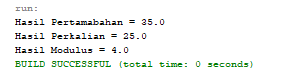 run:
Hasil Pertamabahan = 35.0
Hasil Perkalian = 25.0
Hasil Modulus = 4.0
BUILD SUCCESSFUL (total time: 0 seconds)